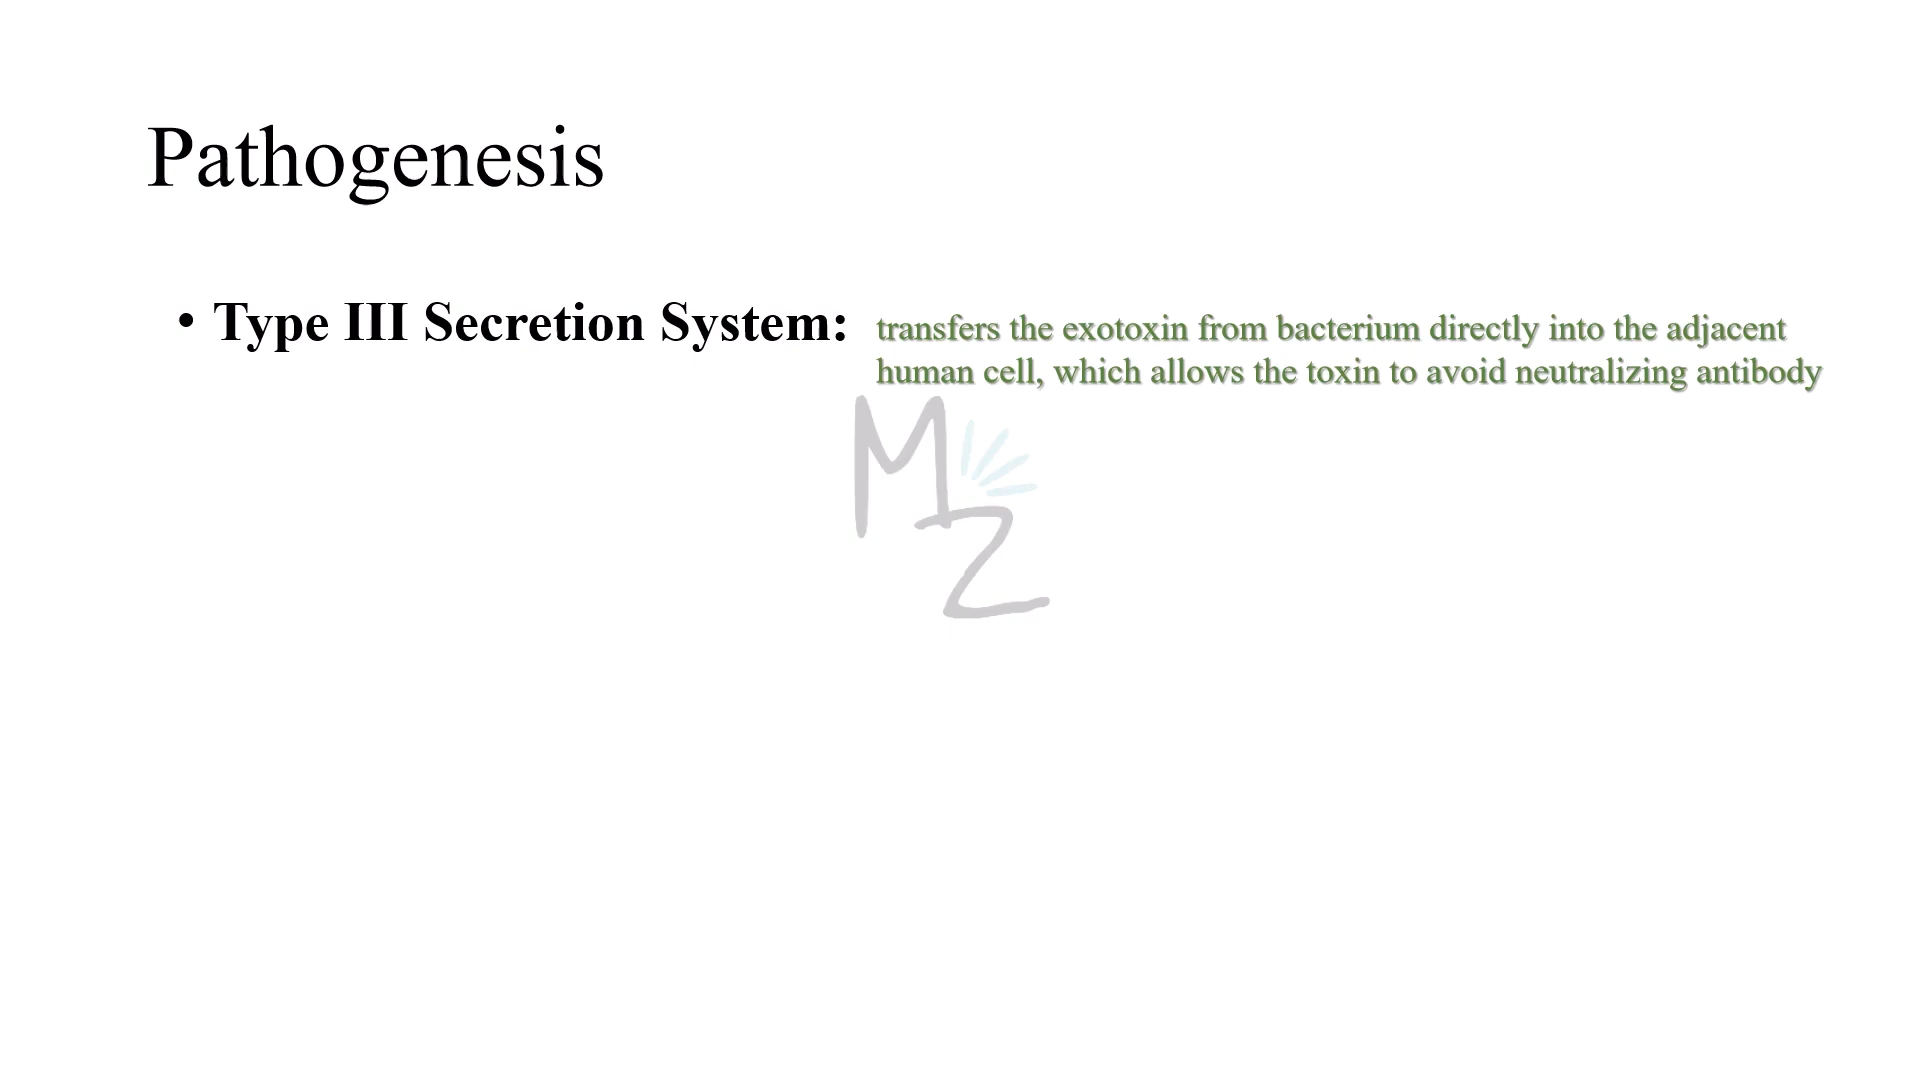 Pathogenesis
• Type III Secretion System: transfers the exotoxin from bacterium directly into the adjacent
human cell, which allows the toxin to avoid neutralizing antibody
MZ